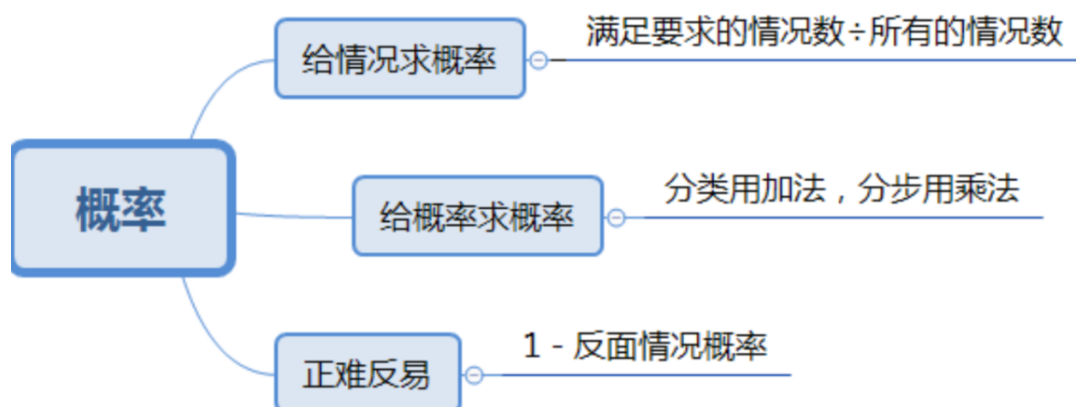 概率
给情况求概率
满足要求的情况数÷所有的情况数
给概率求概率
分类用加法，分步用乘法
正难反易
1 - 反面情况概率